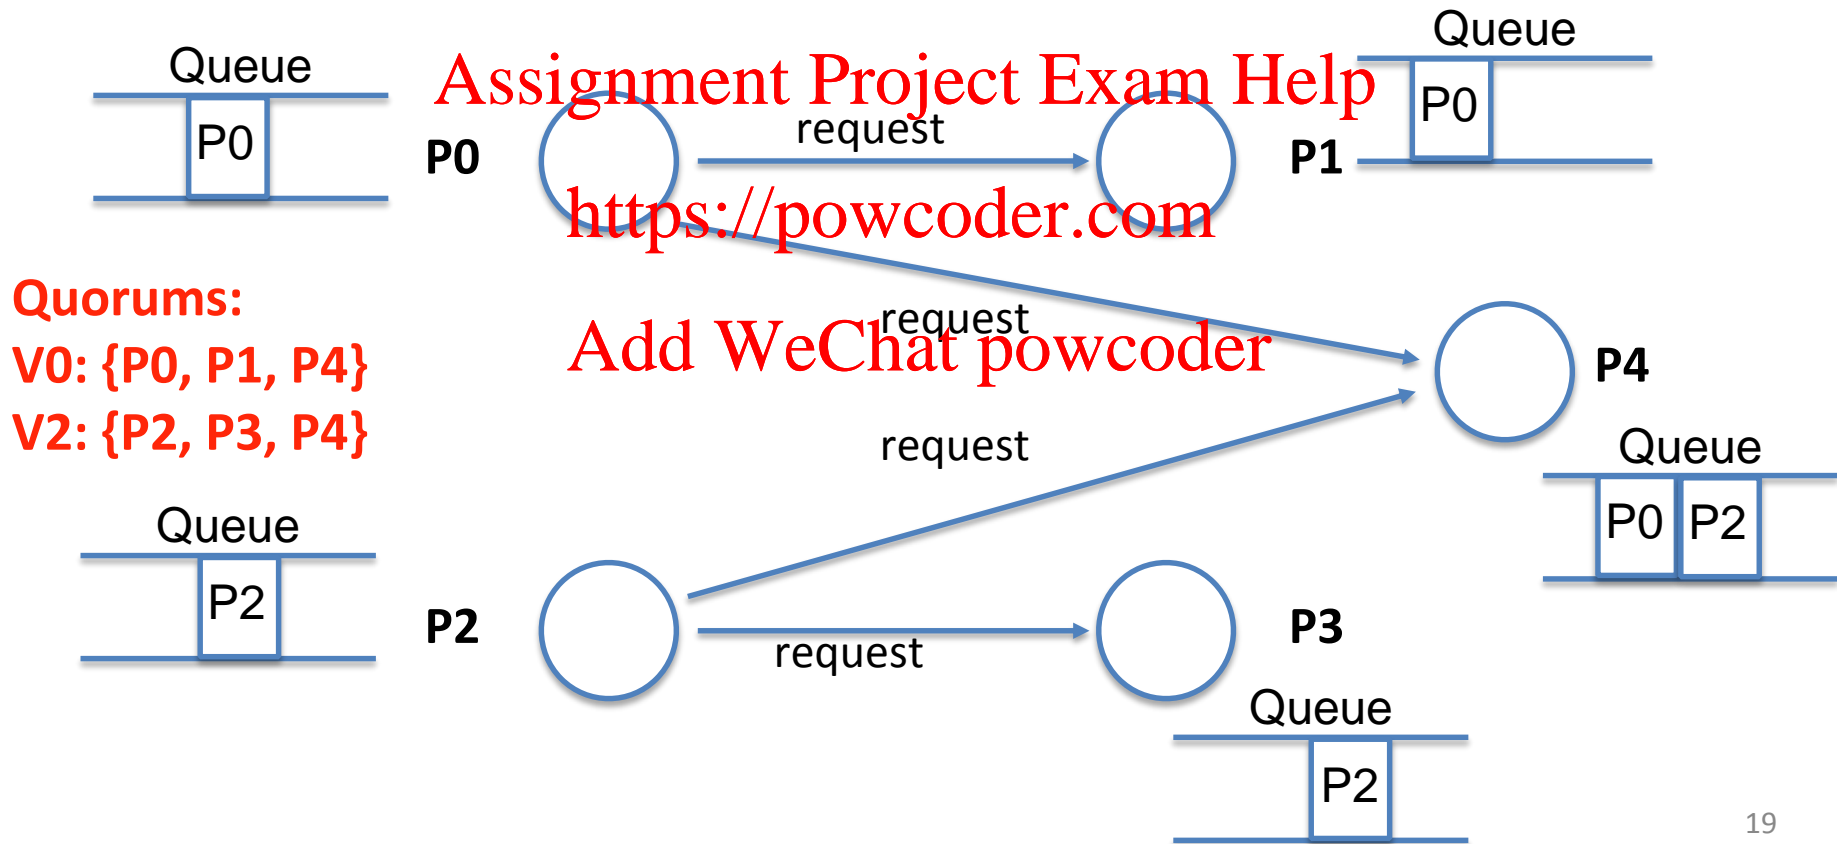 Queue
Queue
Assignment Project Exam Help
P0
P0
request
P0
P1
https://powcoder.com
Quorums:
V0: {P0, P1, P4}
V2: {P2, P3, P4}
request
Add WeChat powcoder
P4
request
Queue
P0 P2
Queue
P2
P2
P3
request
Queue
P2
19